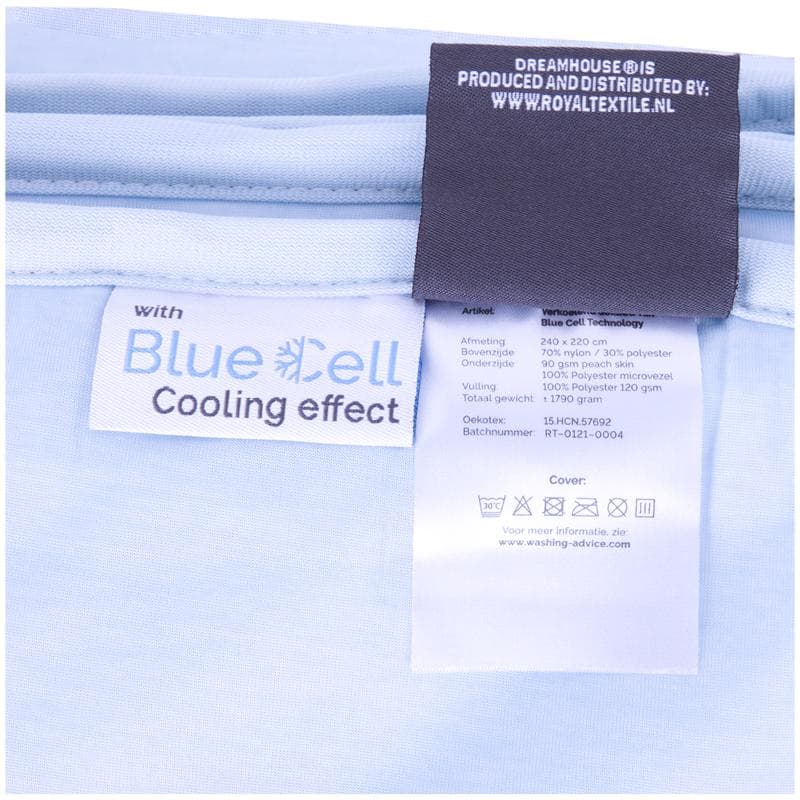 DREAMHOUSE®IS
PRODUCED AND DISTRIBUTED BY:
WWW.ROYALTEXTILE.NL
with
Blue Cell
Cooling effect
Artikel:
Blue Cell Technology
Afmeting 240 x 220 cm
Bovenzijde 70% nylon / 30% polyester
Onderzijde 90 gsm peach skin
100% Polyester microvezel
Vulling 100% Polyester 120 gsm
Totaal gewicht ± 1790 gram
Oekotex: 15.HCN.57692
Batchnummer: RT-0121-0004
Cover:
30°C
Voor meer informatie, zie:
www.washing-advice.com